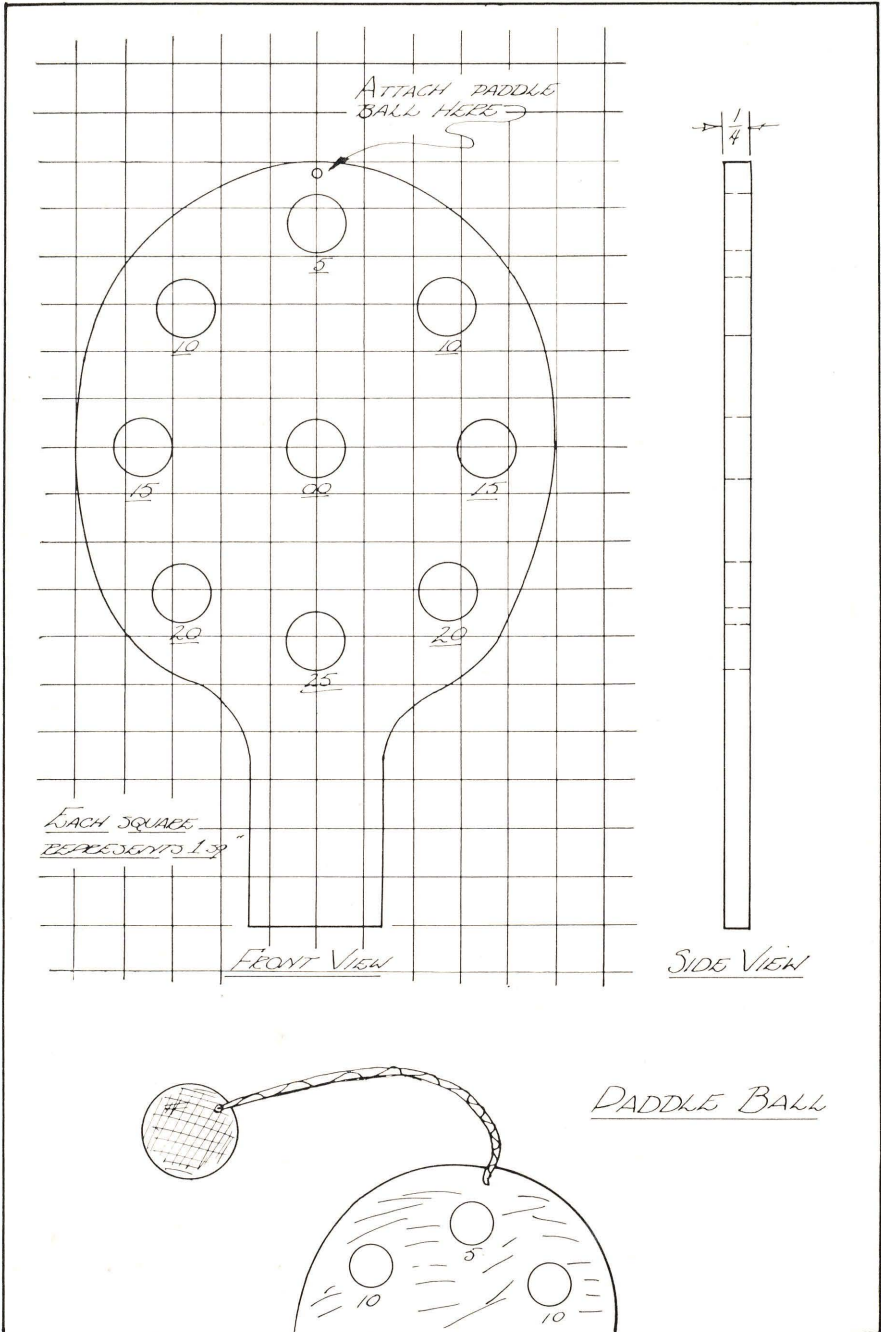 ATTACH PADDLE
BALL HERE
1/4
5
10 10
15 00 15
20 20
25
EACH SQUARE
REPRESENTS 1 SQ"
FRONT VIEW
SIDE VIEW
PADDLE BALL
5
10
10